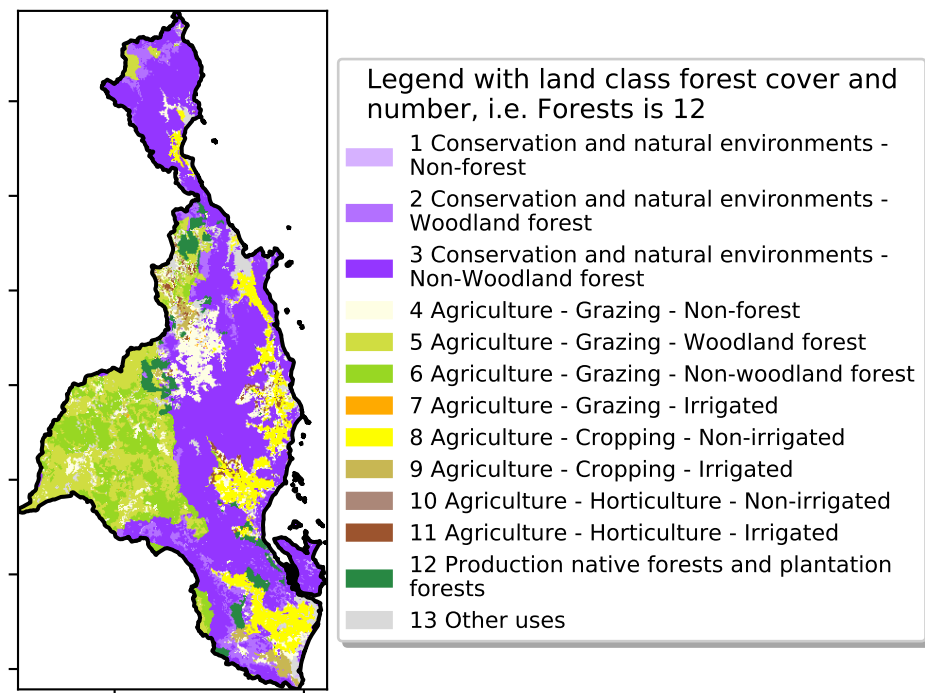 Legend with land class forest cover and
number, i.e. Forests is 12
1 Conservation and natural environments -
Non-forest
2 Conservation and natural environments -
Woodland forest
3 Conservation and natural environments -
Non-Woodland forest
4 Agriculture - Grazing - Non-forest
5 Agriculture - Grazing - Woodland forest
6 Agriculture - Grazing - Non-woodland forest
7 Agriculture - Grazing - Irrigated
8 Agriculture - Cropping - Non-irrigated
9 Agriculture - Cropping - Irrigated
10 Agriculture - Horticulture - Non-irrigated
11 Agriculture - Horticulture - Irrigated
12 Production native forests and plantation
forests
13 Other uses